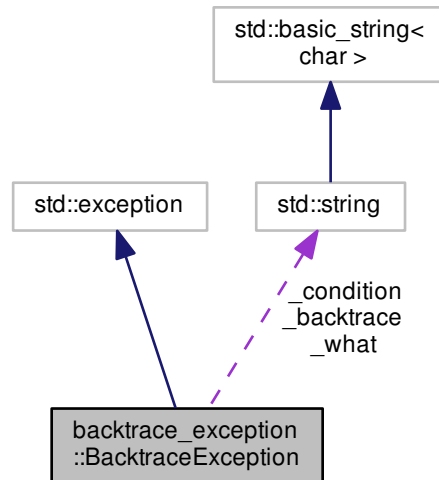 std::basic_string<
char >
std::exception
std::string
_condition
_backtrace
_what
backtrace_exception
::BacktraceException